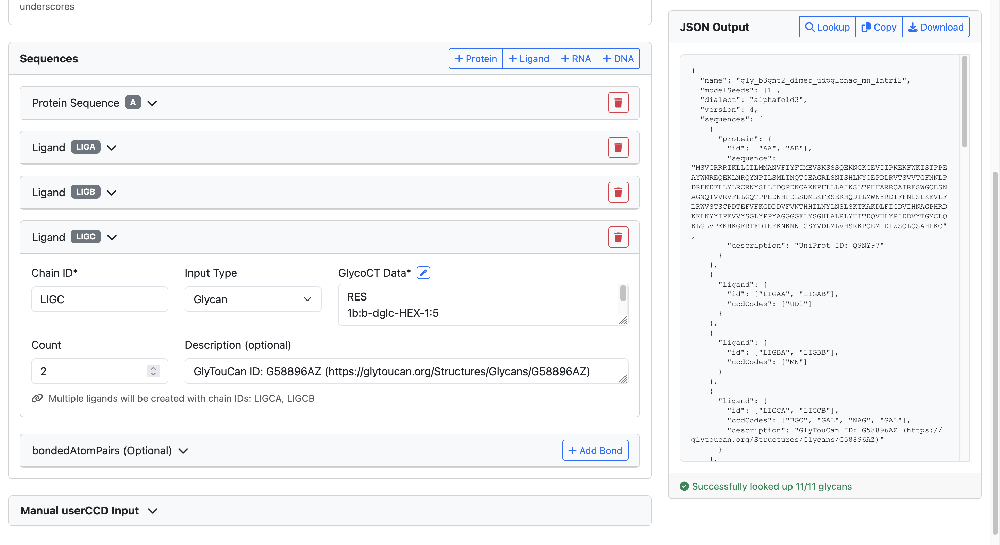 underscores
Sequences
+ Protein
+ Ligand
+ RNA
+ DNA
Protein Sequence A
Ligand LIGA
Ligand LIGB
Ligand LIGC
Chain ID*
Input Type
GlycoCT Data*
LIGC
Glycan
RES
1b:b-dglc-HEX-1:5
Count
Description (optional)
2
GlyTouCan ID: G58896AZ (https://glytoucan.org/Structures/Glycans/G58896AZ)
Multiple ligands will be created with chain IDs: LIGCA, LIGCB
bondedAtomPairs (Optional)
+ Add Bond
Manual userCCD Input
JSON Output
Lookup
Copy
Download
{
"name": "gly_b3gnt2_dimer_udpglcnac_mn_lntri2",
"modelSeeds": [1],
"dialect": "alphafold3",
"version": 4,
"sequences": [
{
"protein": {
"id": ["AA", "AB"],
"sequence":
"MSVGRRRIKLLGILMMANVFIYFIMEVSKSSSQEKNGKGEVIIPKEKFWKISTPPE
AYWNREQEKLNRQYNPILSMLTNQTGEAGRLSNISHLNYCEPDLRVTSVVTGFNNLP
DRFKDFLLYLRCRNYSLLIDQPDKCAKKPFLLLAIKSLTPHFARRQAIRESWGQESN
AGNQTVVRVFLLGQTPPEDNHPDLSDMLKFESEKHQDILMWNYRDTFFNLSLKEVLF
LRWVSTSCPDTEFVFKGDDDVFVNTHHILNYLNSLSKTKAKDLFIGDVIHNAGPHRD
KKLKYYIPEVVYSGLYPPYAGGGGFLYSGHLALRLYHITDQVHLYPIDDVYTGMCLQ
KLGLVPEKHKGFRTFDIEEKNKNNICSYVDLMLVHSRKPQEMIDIWSQLQSAHLKC"
,
"description": "UniProt ID: Q9NY97"
}
},
{
"ligand": {
"id": ["LIGAA", "LIGAB"],
"ccdCodes": ["UD1"]
}
},
{
"ligand": {
"id": ["LIGBA", "LIGBB"],
"ccdCodes": ["MN"]
}
},
{
"ligand": {
"id": ["LIGCA", "LIGCB"],
"ccdCodes": ["BGC", "GAL", "NAG", "GAL"],
"description": "GlyTouCan ID: G58896AZ (https://
glytoucan.org/Structures/Glycans/G58896AZ)"
}
},
Successfully looked up 11/11 glycans